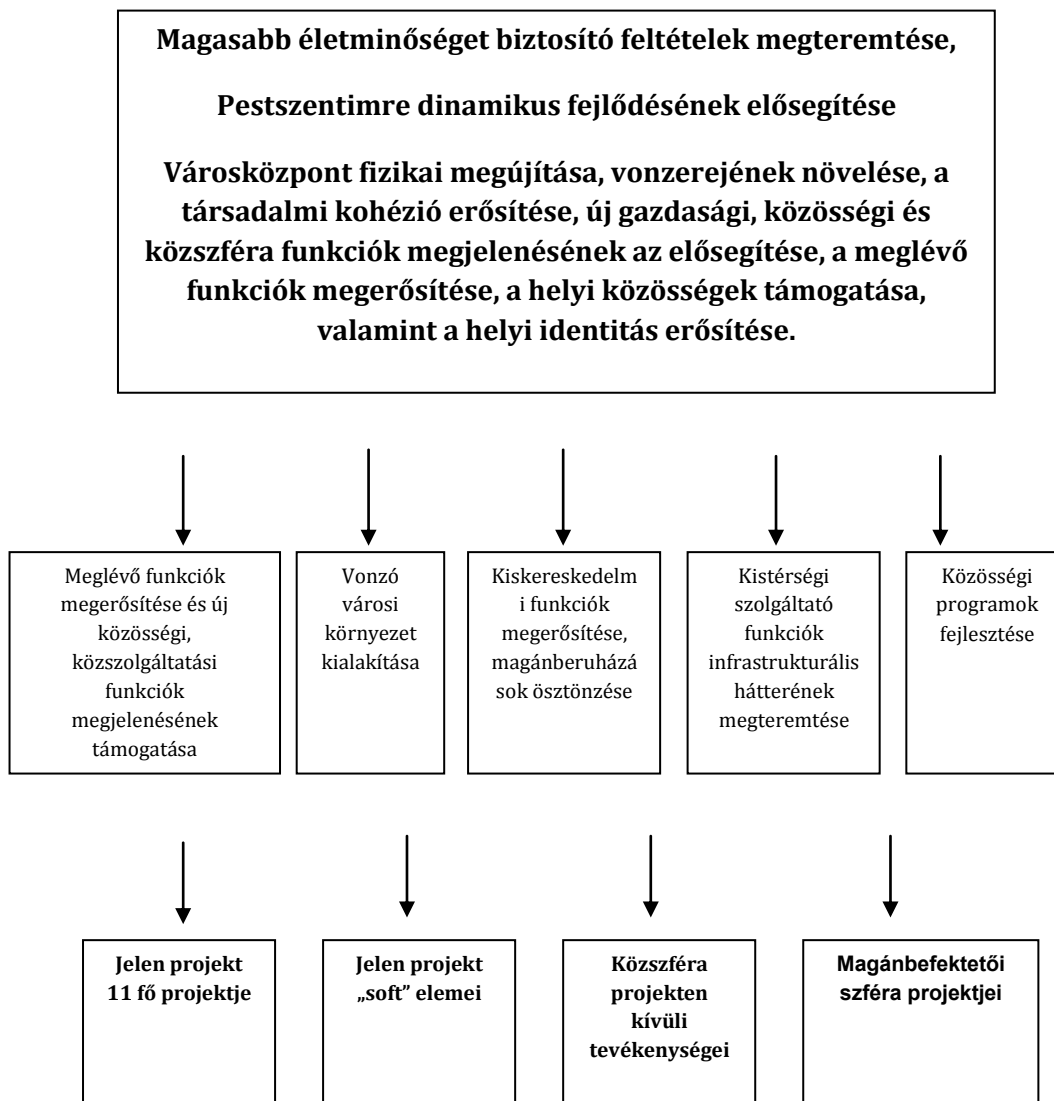 Magasabb életminőséget biztosító feltételek megteremtése,
Pestszentimre dinamikus fejlődésének elősegítése
Városközpont fizikai megújítása, vonzerejének növelése, a
társadalmi kohézió erősítése, új gazdasági, közösségi és
közszféra funkciók megjelenésének az elősegítése, a meglévő
funkciók megerősítése, a helyi közösségek támogatása,
valamint a helyi identitás erősítése.
Meglévő funkciók
megerősítése és új
közösségi,
közszolgáltatási
funkciók
megjelenésének
támogatása
Vonzó
városi
környezet
kialakítása
Kiskereskedelm
i funkciók
megerősítése,
magánberuházá
sok ösztönzése
Kistérségi
szolgáltató
funkciók
infrastrukturális
hátterének
megteremtése
Közösségi
programok
fejlesztése
Jelen projekt
11 fő projektje
Jelen projekt
„soft” elemei
Közszféra
projekten
kívüli
tevékenységei
Magánbefektetői
szféra projektjei